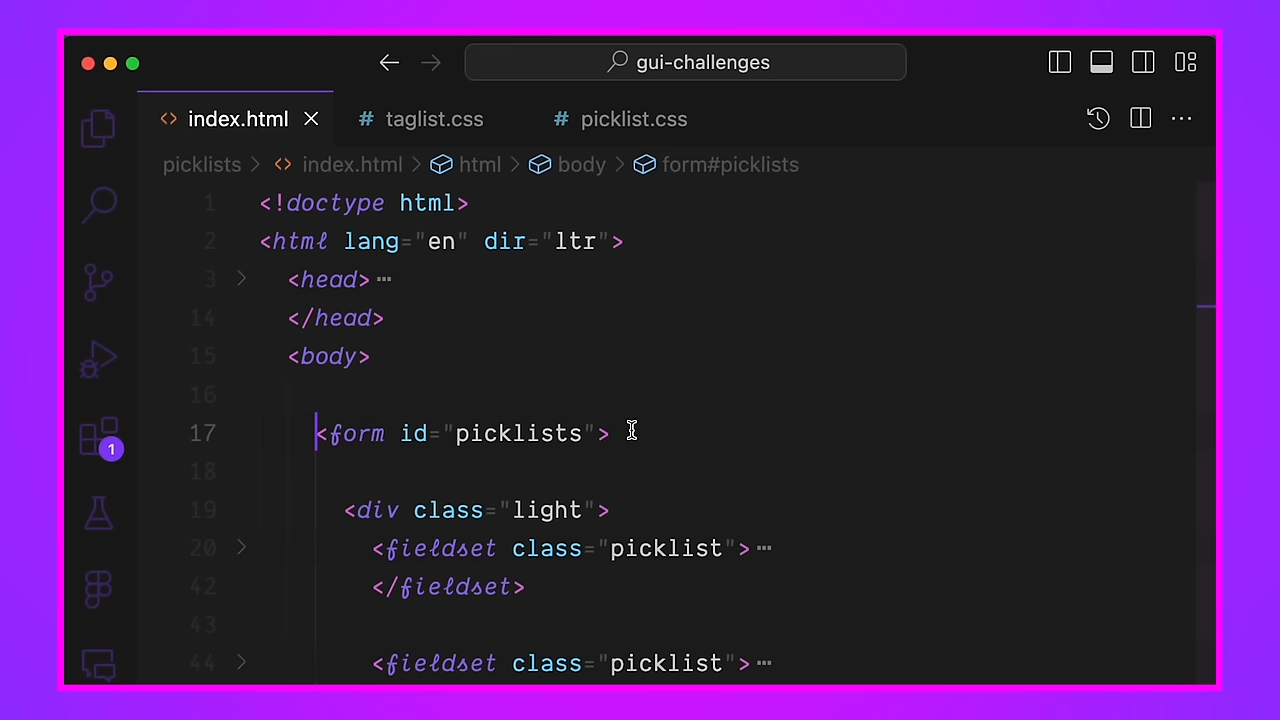 gui-challenges
index.html
# taglist.css
# picklist.css
picklists > <> index.html > html > body > form#picklists
1 <!doctype html>
2 <html lang="en" dir="ltr">
3 <head>
14 </head>
15 <body>
16
17 <form id="picklists">
18
19 <div class="light">
20 <fieldset class="picklist">
42 </fieldset>
43
44 <fieldset class="picklist">
1